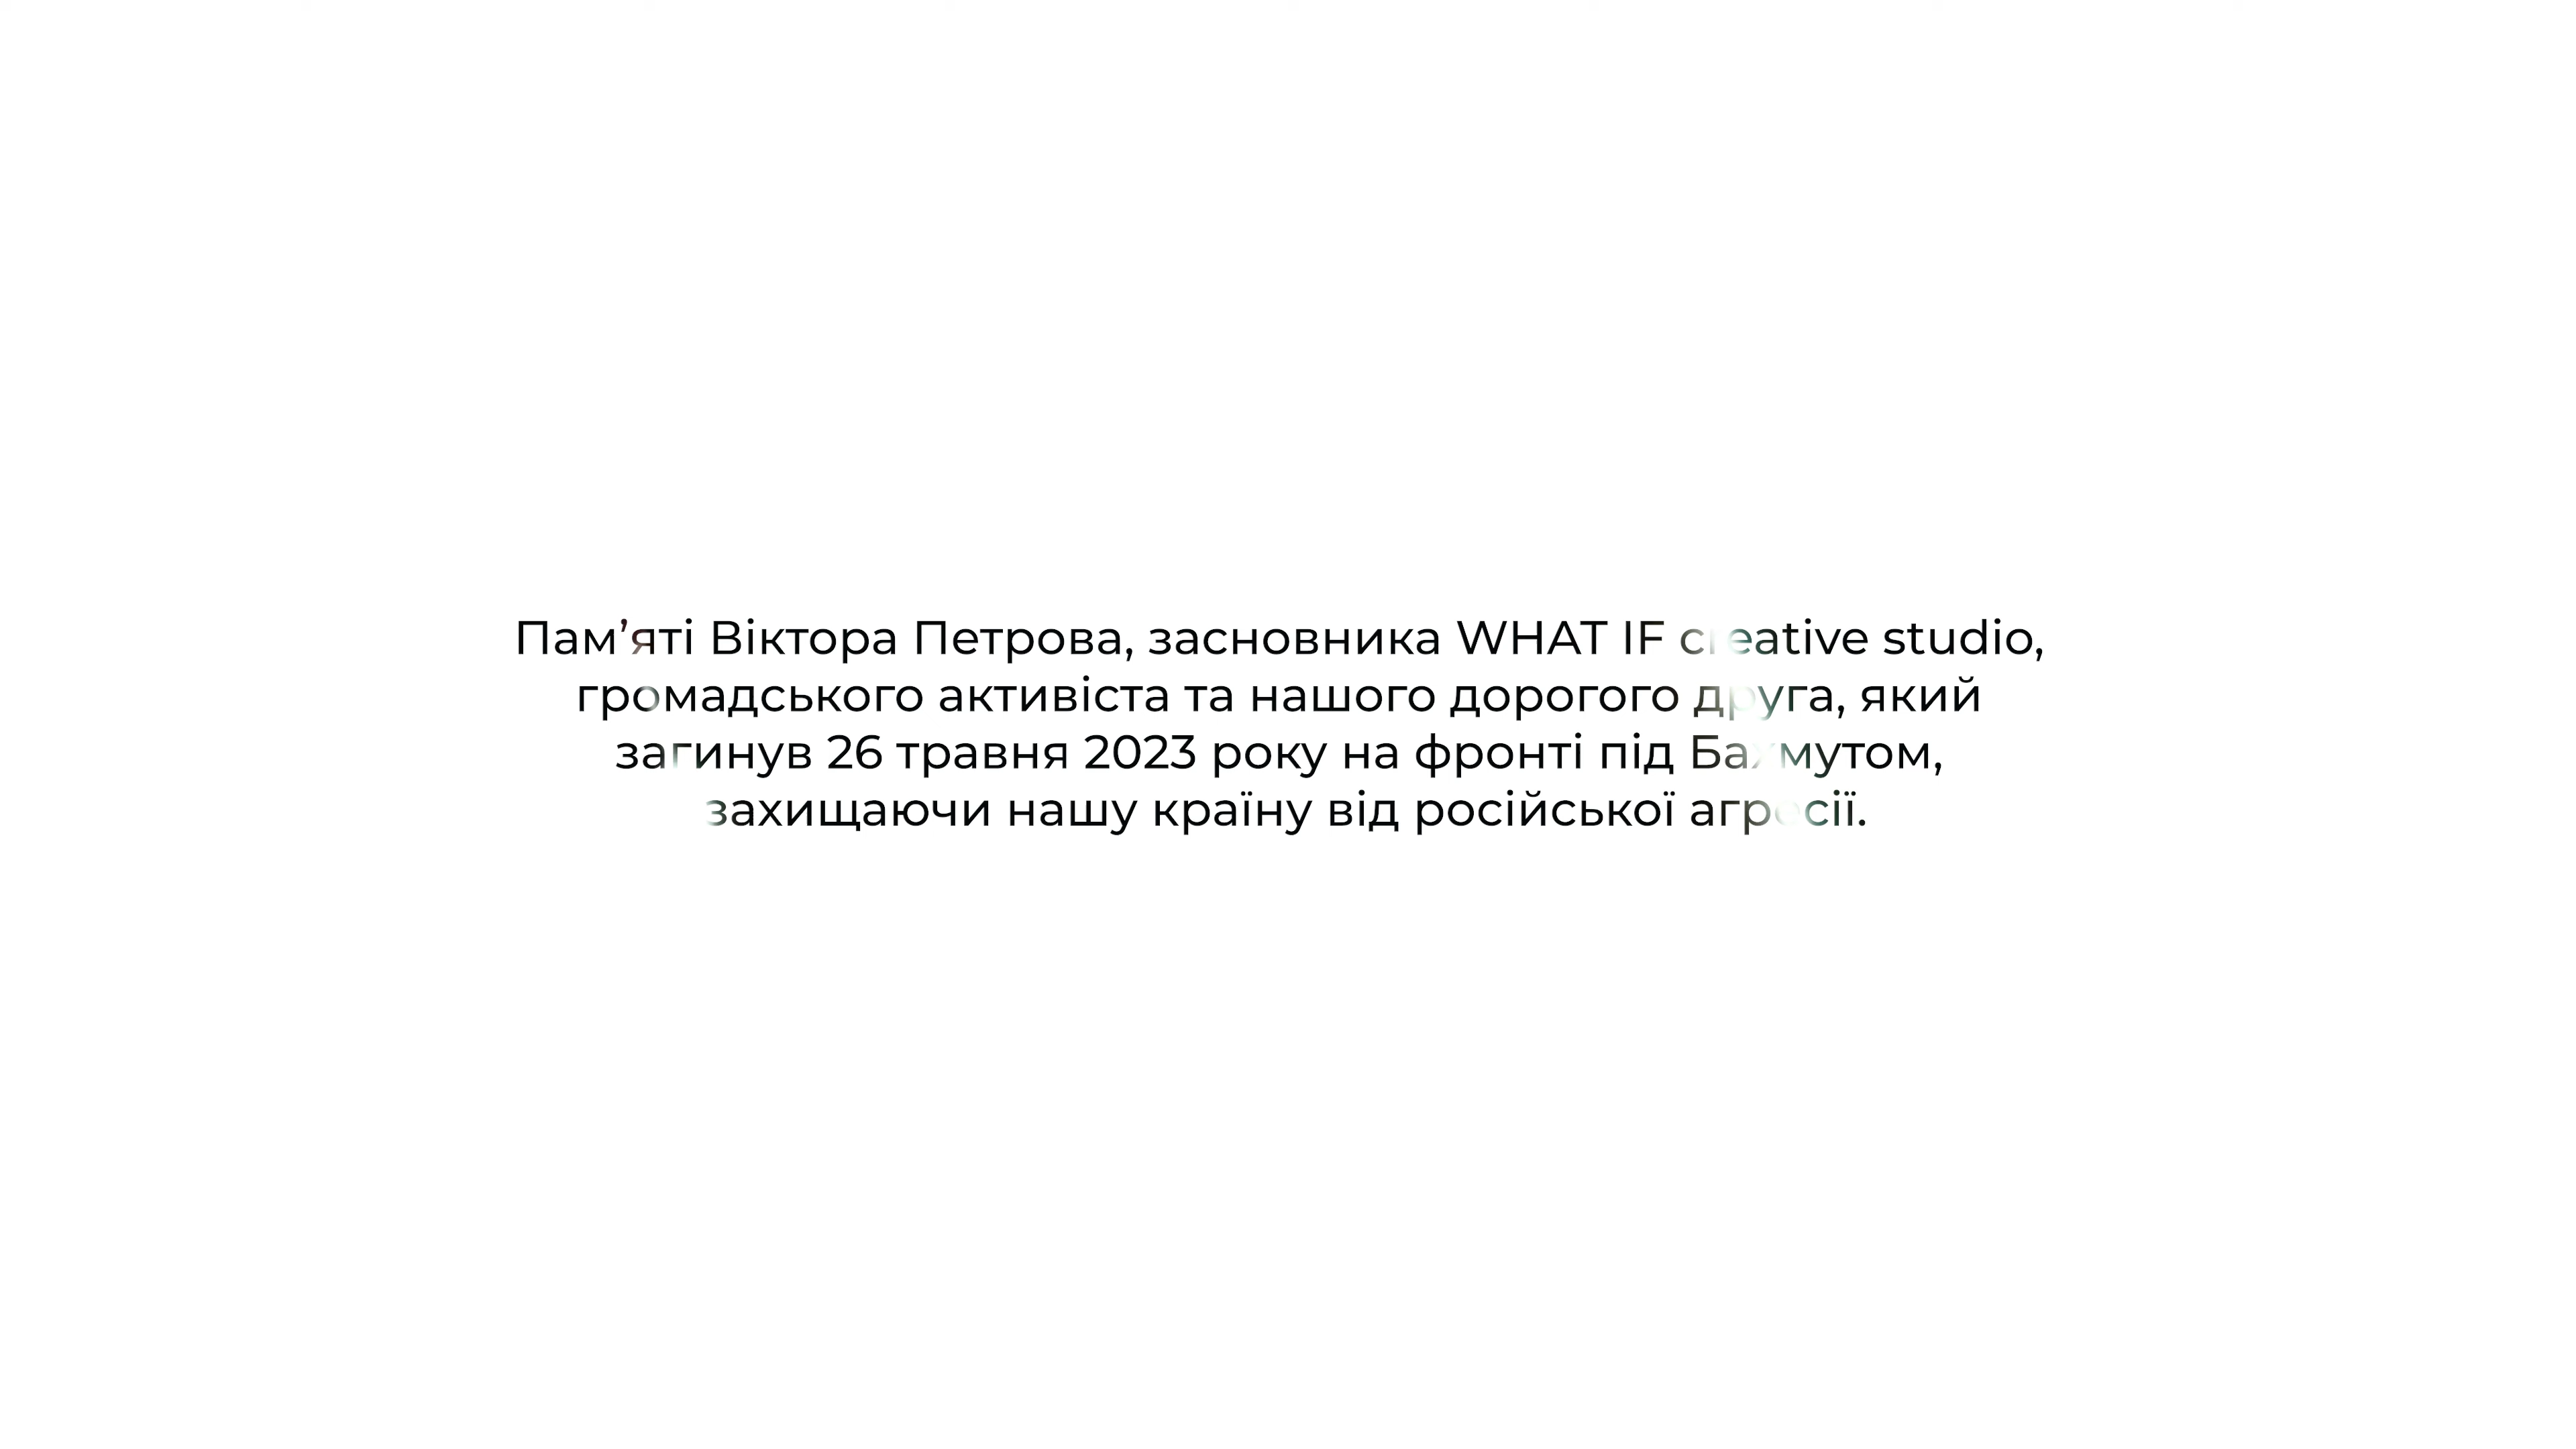 Пам’яті Віктора Петрова, засновника WHAT IF creative studio,
громадського активіста та нашого дорогого друга, який
загинув 26 травня 2023 року на фронті під Бахмутом,
захищаючи нашу країну від російської агресії.